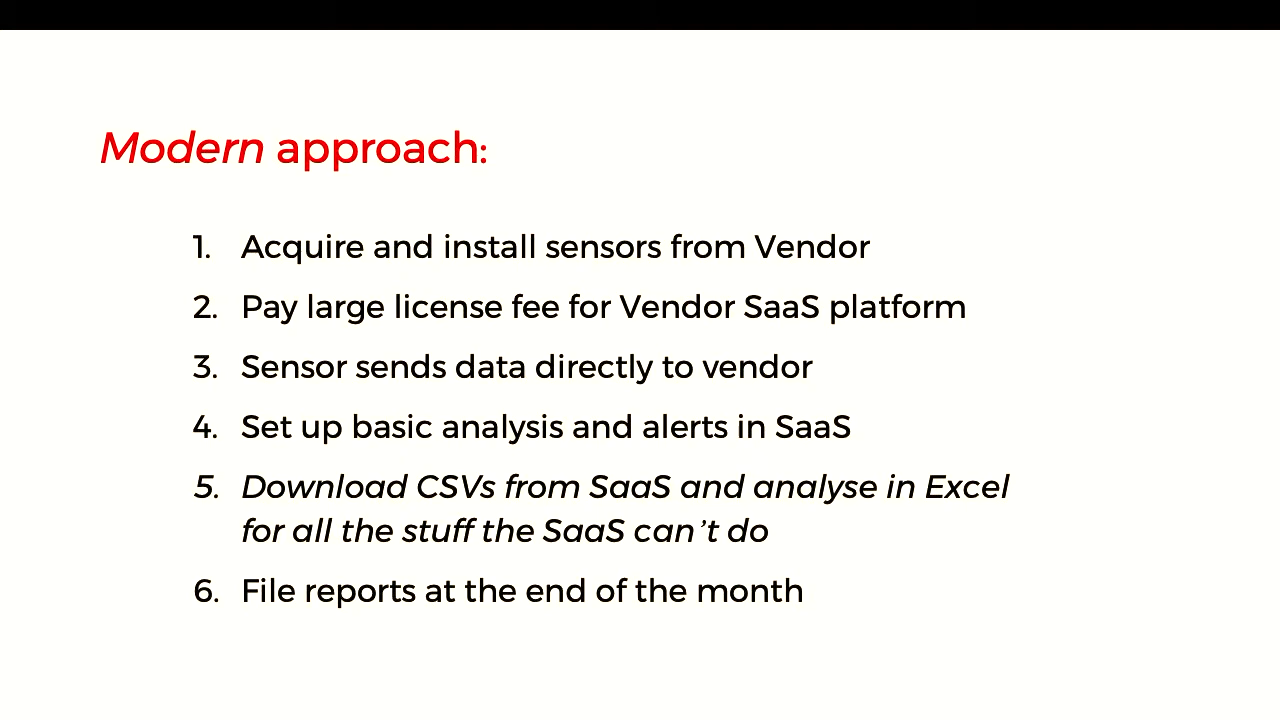 Modern approach:
1. Acquire and install sensors from Vendor
2. Pay large license fee for Vendor SaaS platform
3. Sensor sends data directly to vendor
4. Set up basic analysis and alerts in SaaS
5. Download CSVs from SaaS and analyse in Excel
for all the stuff the SaaS can't do
6. File reports at the end of the month